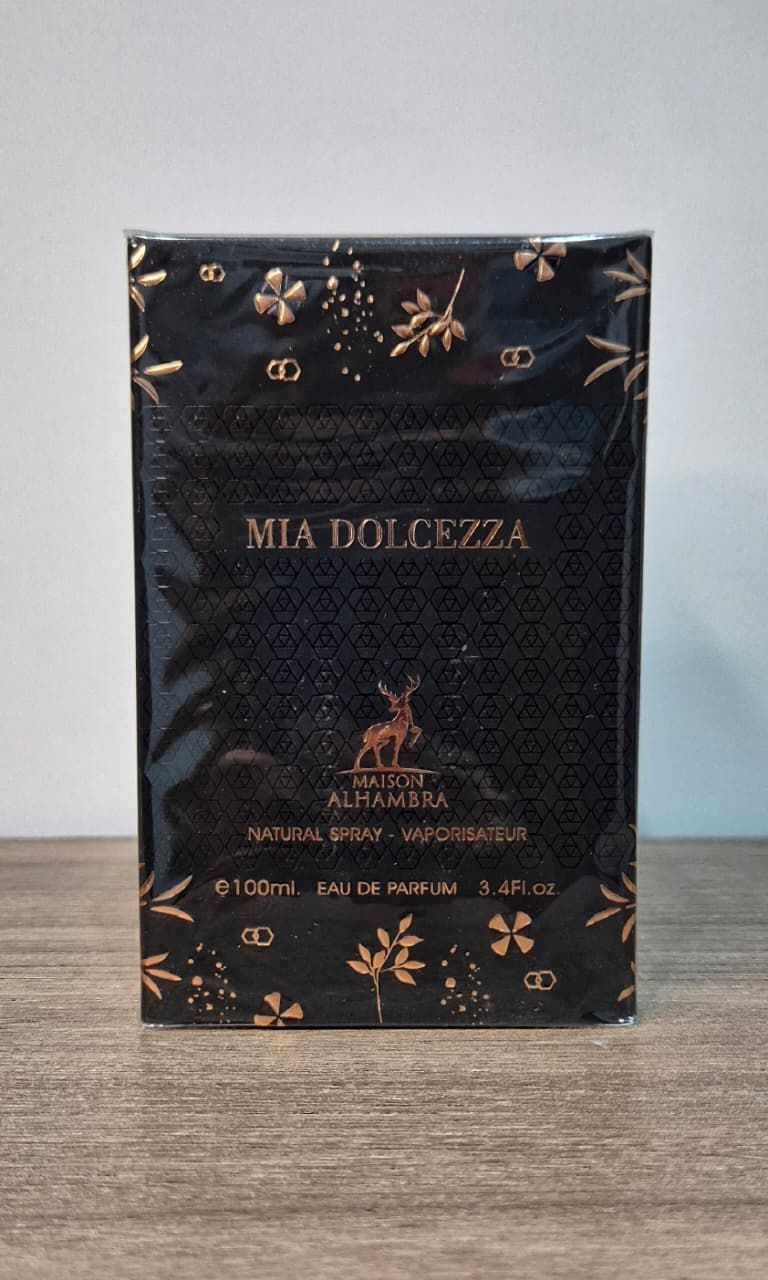 MIA DOLCEZZA
MAISON
ALHAMBRA
NATURAL SPRAY - VAPORISATEUR
℮100ml. EAU DE PARFUM 3.4Fl.oz.